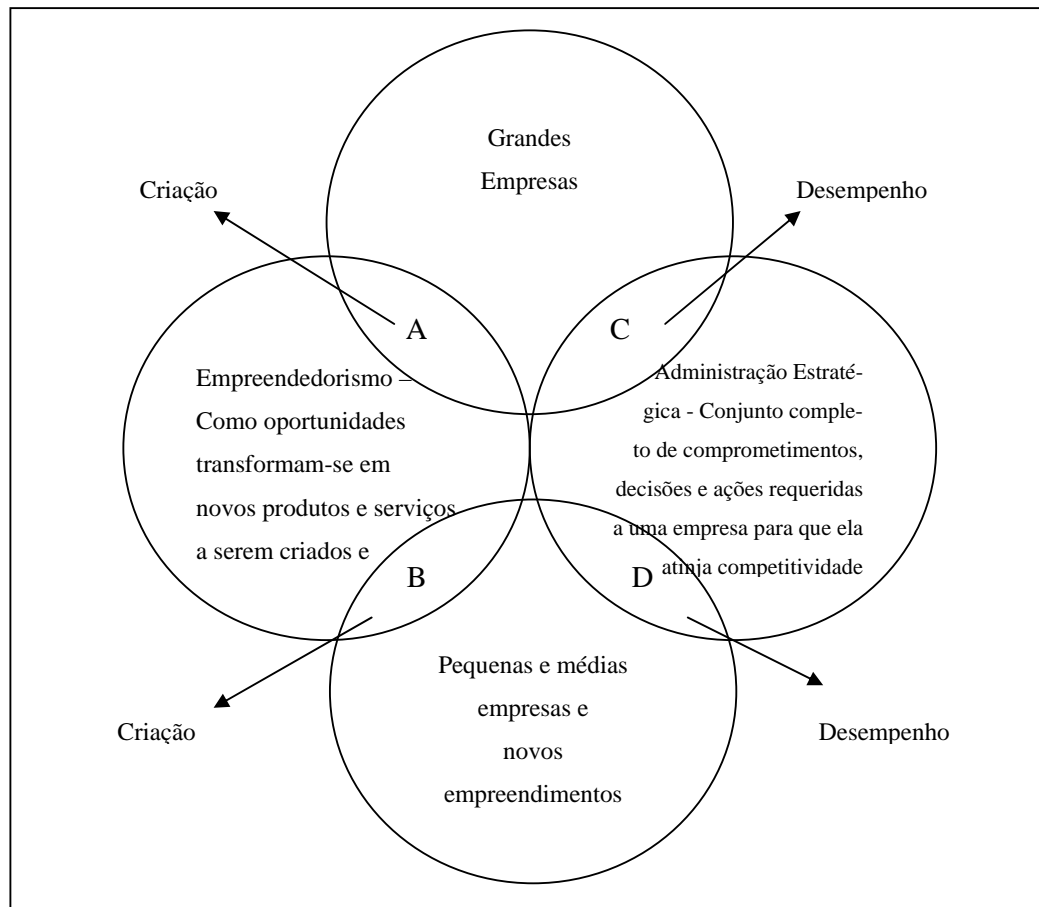 Grandes
Empresas
Criação
Desempenho
A
C
Empreendedorismo –
Como oportunidades
transformam-se em
novos produtos e serviços
a serem criados e
Administração Estraté-
gica - Conjunto comple-
to de comprometimentos,
decisões e ações requeridas
a uma empresa para que ela
atinja competitividade
B
D
Pequenas e médias
empresas e
novos
empreendimentos
Criação
Desempenho